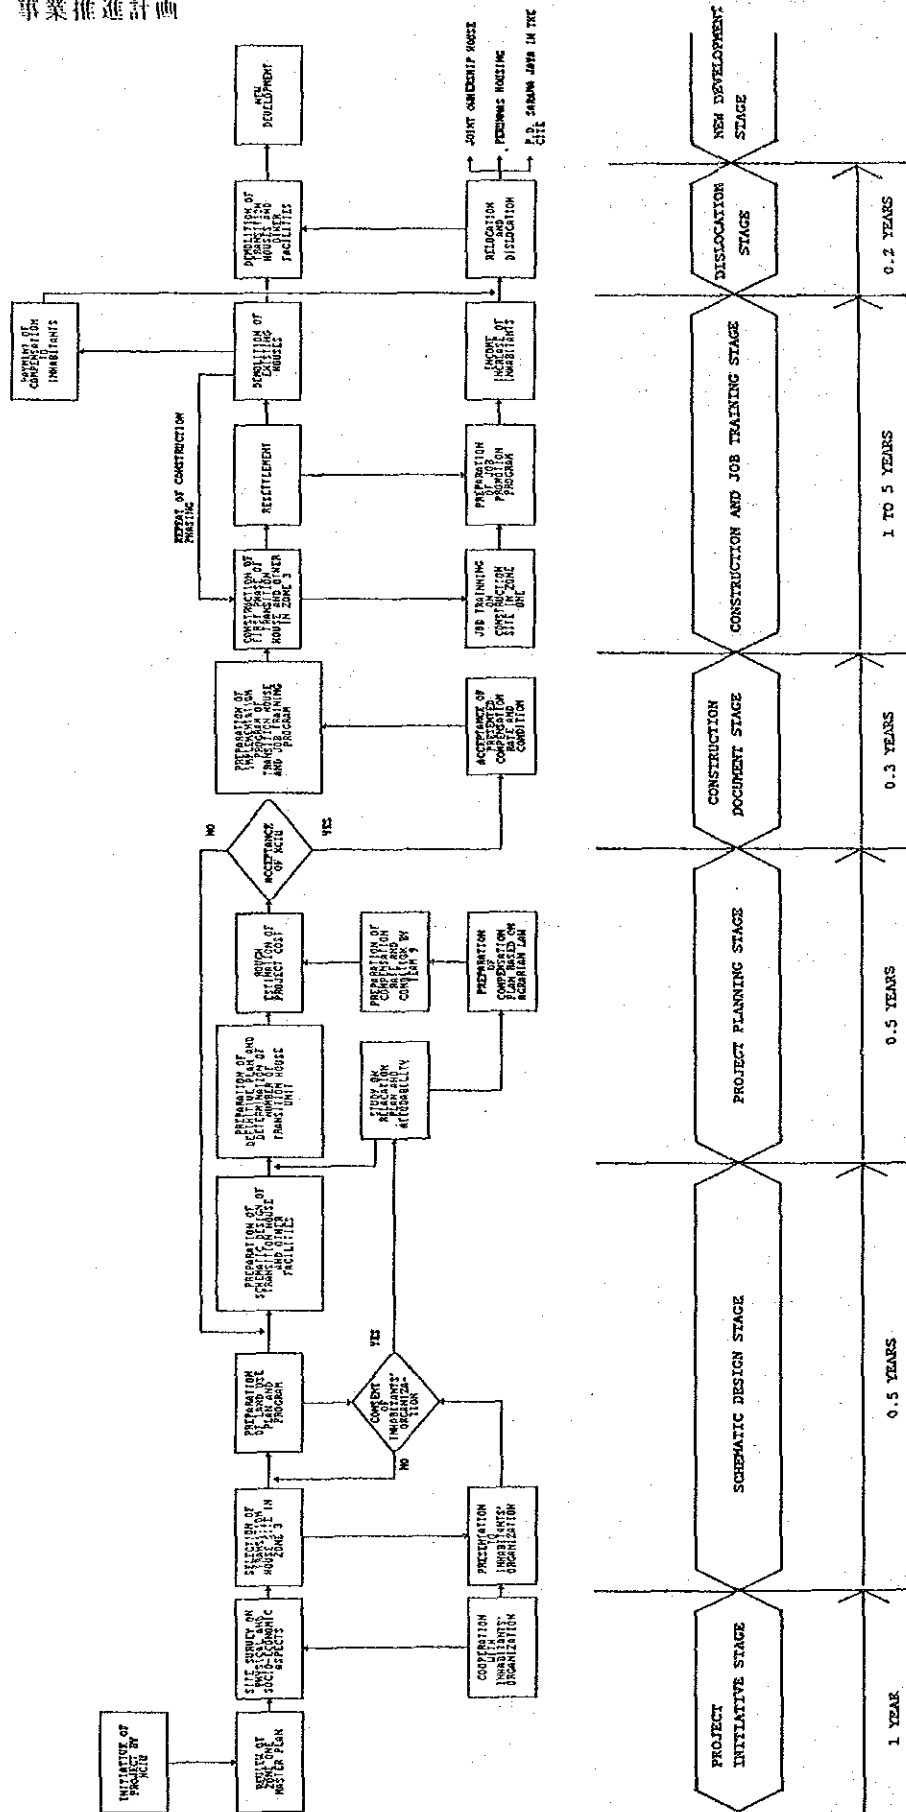 事業推進計画
INITIATIVE OF
PROJECT BY
REVIEW OF
ZONE ONE
MASTER PLAN
SITE SURVEY ON
PHYSICAL AND
SOCIO-ECONOMIC
ASPECTS
COOPERATION
WITH
INHABITANTS'
ORGANIZATION
SELECTION OF
TRANSITION
HOUSE SITE IN
ZONE 3
PRESENTATION
TO
INHABITANTS'
ORGANIZATION
PREPARATION
OF LAND USE
PLAN AND
PROGRAM
CONSENT
OF
INHABITANTS'
ORGANIZA-
TION
NO
YES
PREPARATION OF
SCHEMATIC DESIGN OF
TRANSITION HOUSE
AND OTHER
FACILITIES
PREPARATION OF
DEFINITIVE PLAN AND
DETERMINATION OF
NUMBER OF
TRANSITION HOUSE
UNIT
STUDY ON
RELOCATION
PLAN AND
ROUGH
ESTIMATION OF
PROJECT COST
PREPARATION OF
COMPENSATION
RATE AND
CONDITION BY
TEAM 9
PREPARATION
OF
COMPENSATION
PLAN BASED ON
AGRARIAN LAW
ACCEPTANCE
NO
YES
PREPARATION OF
IMPLEMENTATION
PROGRAM OF
TRANSITION HOUSE
AND JOB TRAINING
PROGRAM
ACCEPTANCE OF
PRESENTED
COMPENSATION
RATE AND
CONDITION
CONSTRUCTION OF
FIRST PHASE OF
TRANSITION
HOUSE AND OTHER
IN ZONE 3
JOB TRAINNING
ON
CONSTRUCTION
SITE IN ZONE
ONE
REPEAT OF CONSTRUCTION
PHASING
RESETTLEMENT
PREPARATION
OF JOB
PROMOTION
PROGRAM
DEMOLITION OF
EXISTING
HOUSES
INCOME
INCREASE OF
INHABITANTS
PAYMENT OF
COMPENSATION
TO
INHABITANTS
DEMOLITION OF
TRANSITION
HOUSES AND
OTHER
FACILITIES
RELOCATION
AND
DISLOCATION
NEW
DEVELOPMENT
JOINT OWNERSHIP HOUSE
PERUMNAS HOUSING
P.D. SARANA JAYA IN THE
CITE
PROJECT
INITIATIVE STAGE
SCHEMATIC DESIGN STAGE
PROJECT PLANNING STAGE
CONSTRUCTION
DOCUMENT STAGE
CONSTRUCTION AND JOB TRAINING STAGE
DISLOCATION
STAGE
NEW DEVELOPMENT
STAGE
1 YEAR
0.5 YEARS
0.5 YEARS
0.3 YEARS
1 TO 5 YEARS
0.2 YEARS